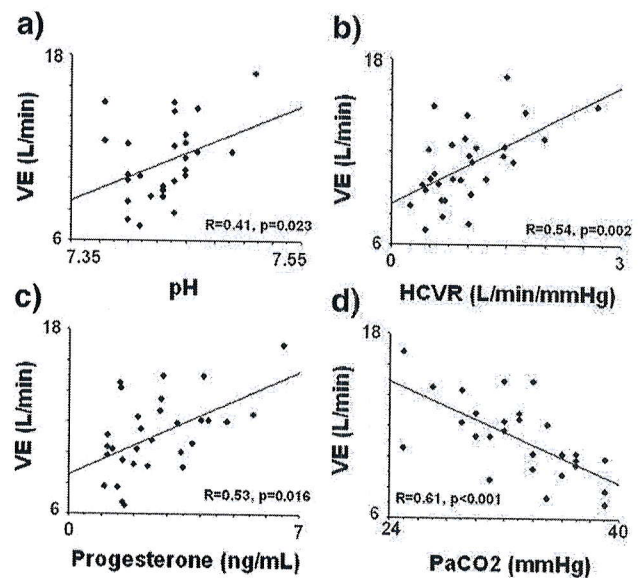 a)
18
VE (L/min)
6
7.35
7.55
R=0.41, p=0.023
pH
b)
18
VE (L/min)
6
0
3
R=0.54, p=0.002
HCVR (L/min/mmHg)
c)
18
VE (L/min)
6
0
7
R=0.53, p=0.016
Progesterone (ng/mL)
d)
18
VE (L/min)
6
24
40
R=0.61, p<0.001
PaCO2 (mmHg)